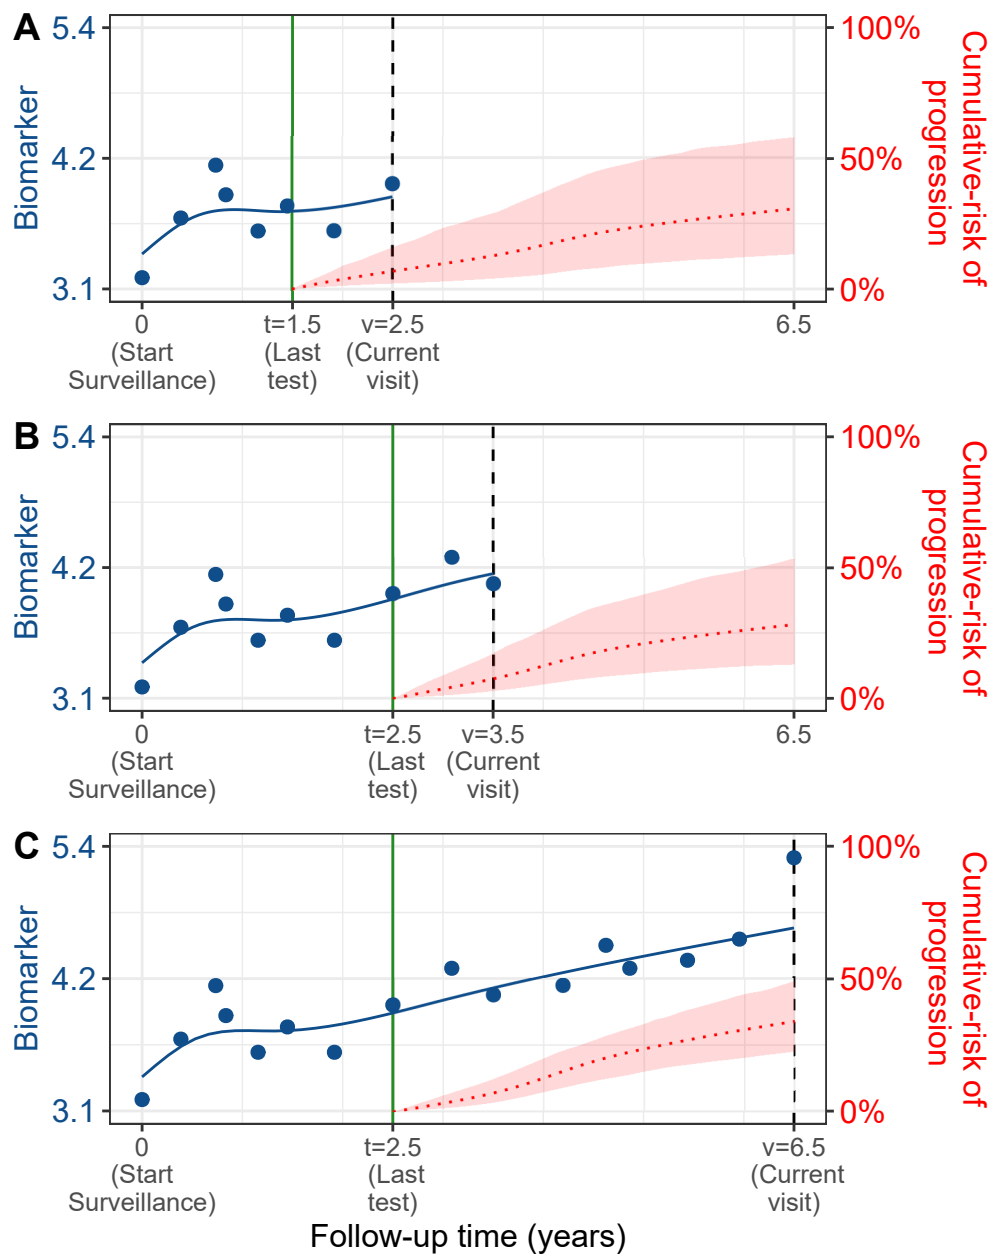 A
5.4
4.2
3.1
Biomarker
100%
50%
0%
Cumulative-risk of
progression
0
(Start
Surveillance)
t=1.5
(Last
test)
v=2.5
(Current
visit)
6.5
B
5.4
4.2
3.1
Biomarker
100%
50%
0%
Cumulative-risk of
progression
0
(Start
Surveillance)
t=2.5
(Last
test)
v=3.5
(Current
visit)
6.5
C
5.4
4.2
3.1
Biomarker
100%
50%
0%
Cumulative-risk of
progression
0
(Start
Surveillance)
t=2.5
(Last
test)
v=6.5
(Current
visit)
Follow-up time (years)